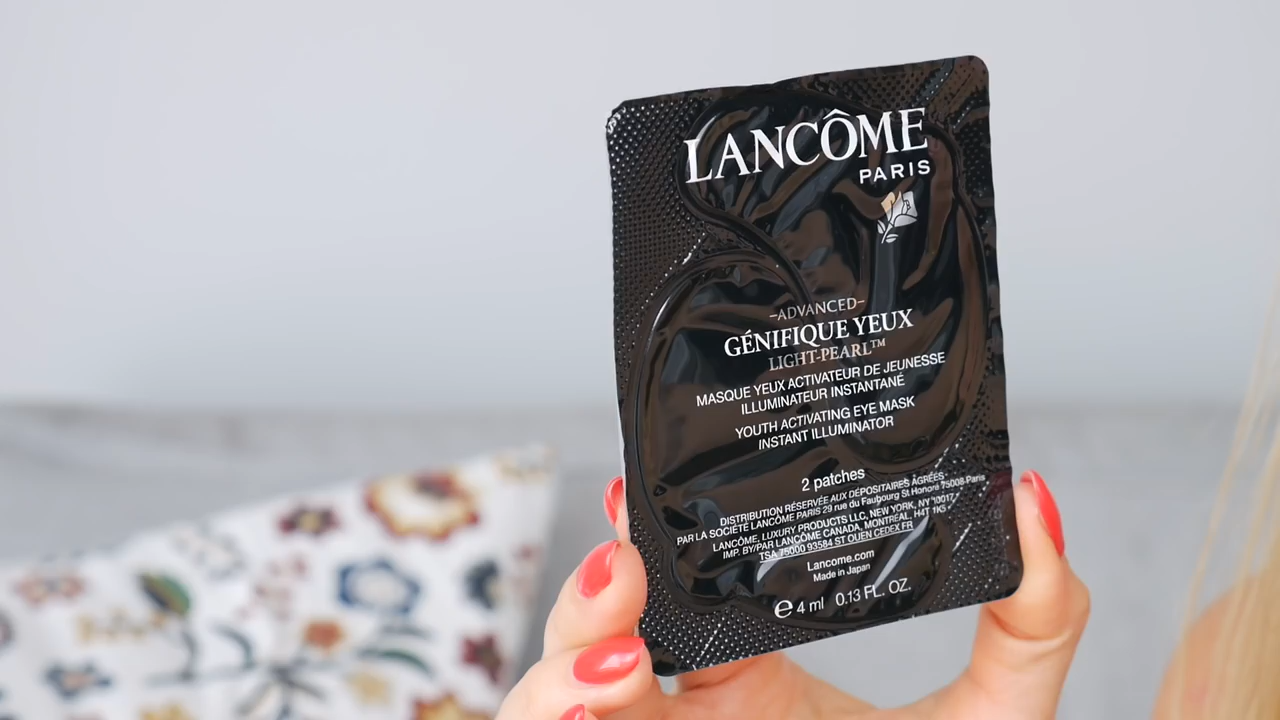 LANCÔME
PARIS
–ADVANCED–
GÉNIFIQUE YEUX
LIGHT-PEARL™
MASQUE YEUX ACTIVATEUR DE JEUNESSE
ILLUMINATEUR INSTANTANÉ
YOUTH ACTIVATING EYE MASK
INSTANT ILLUMINATOR
2 patches
DISTRIBUTION RÉSERVÉE AUX DÉPOSITAIRES AGRÉÉS
PAR LA SOCIÉTÉ LANCÔME PARIS 29 rue du Faubourg St Honoré 75008 Paris
LANCÔME, LUXURY PRODUCTS LLC, NEW YORK, NY 10017
IMP. BY/PAR LANCÔME CANADA, MONTRÉAL, H4T 1K5
TSA 75000 93584 ST OUEN CEDEX FR
Lancome.com
Made in Japan
℮ 4 ml 0.13 FL. OZ.